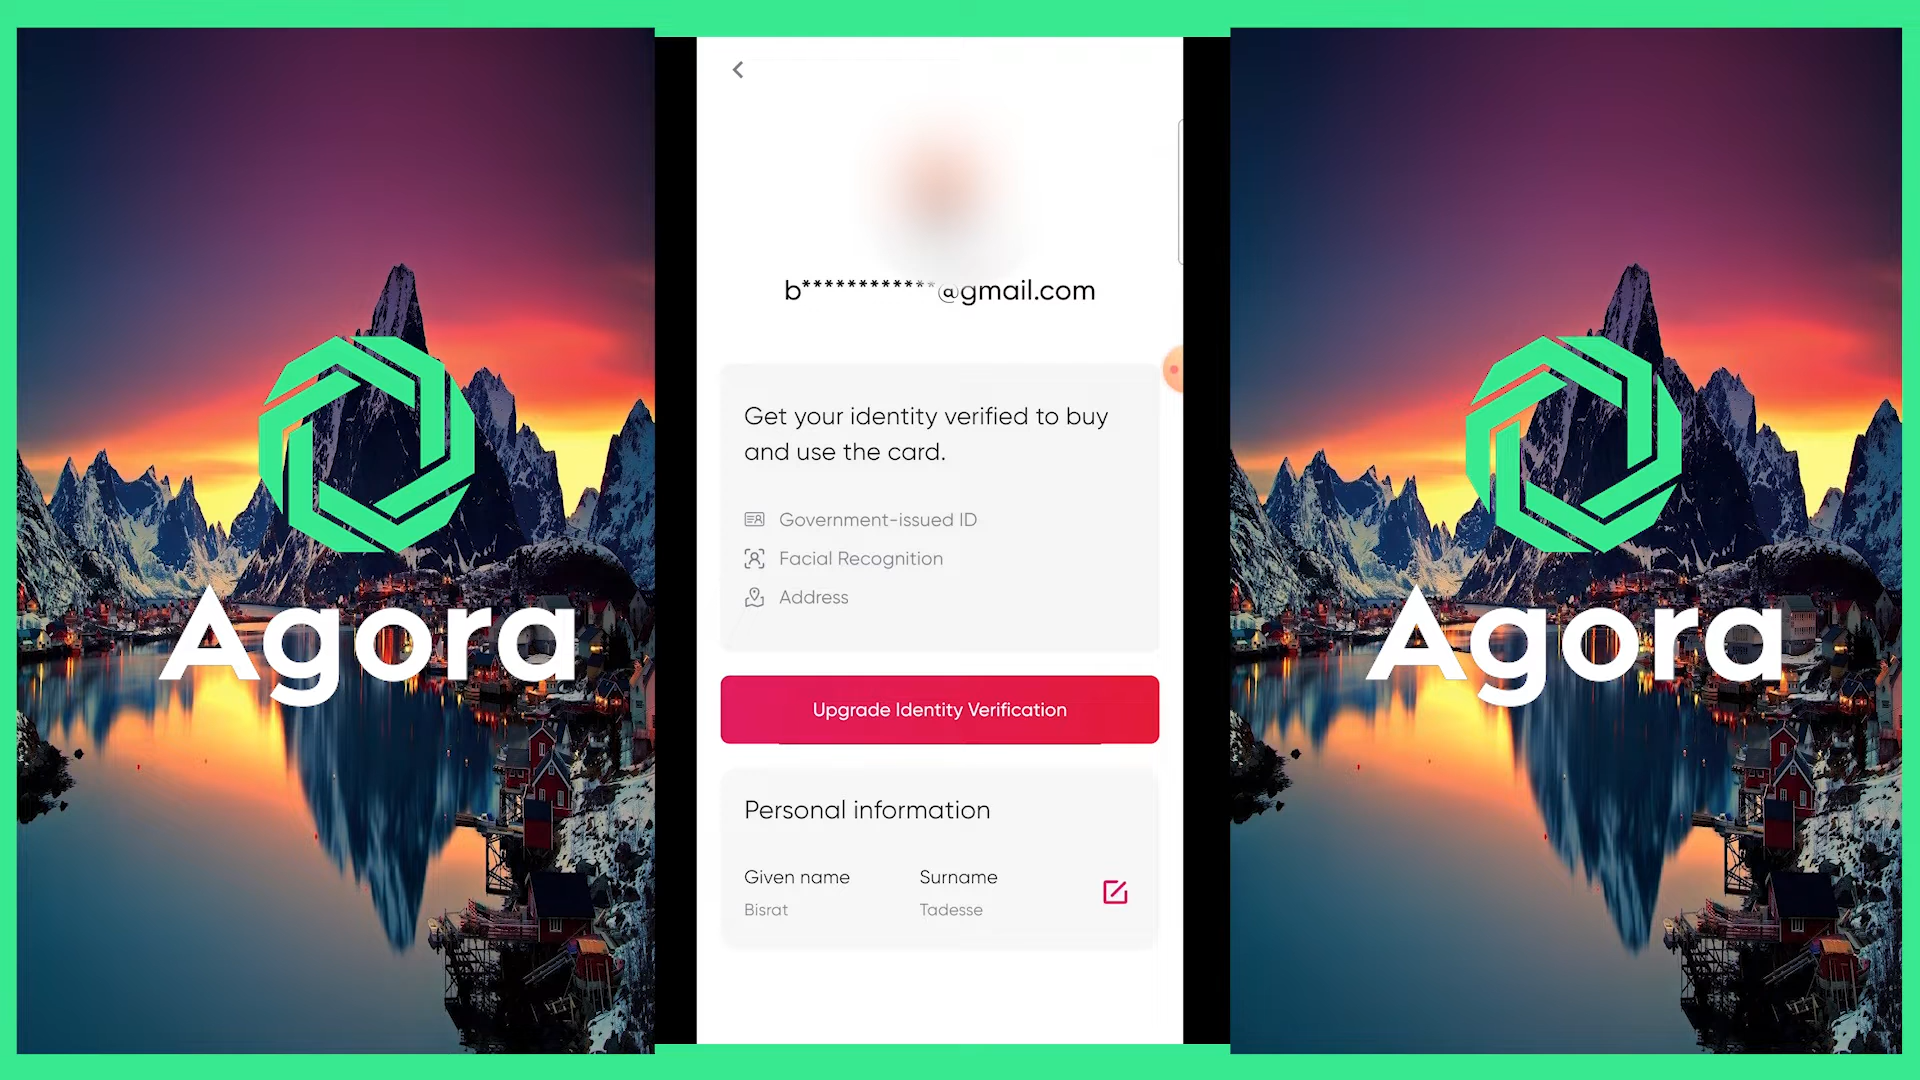 Agora
b************@gmail.com
Get your identity verified to buy
and use the card.
Government-issued ID
Facial Recognition
Address
Upgrade Identity Verification
Personal information
Given name
Surname
Bisrat
Tadesse
Agora